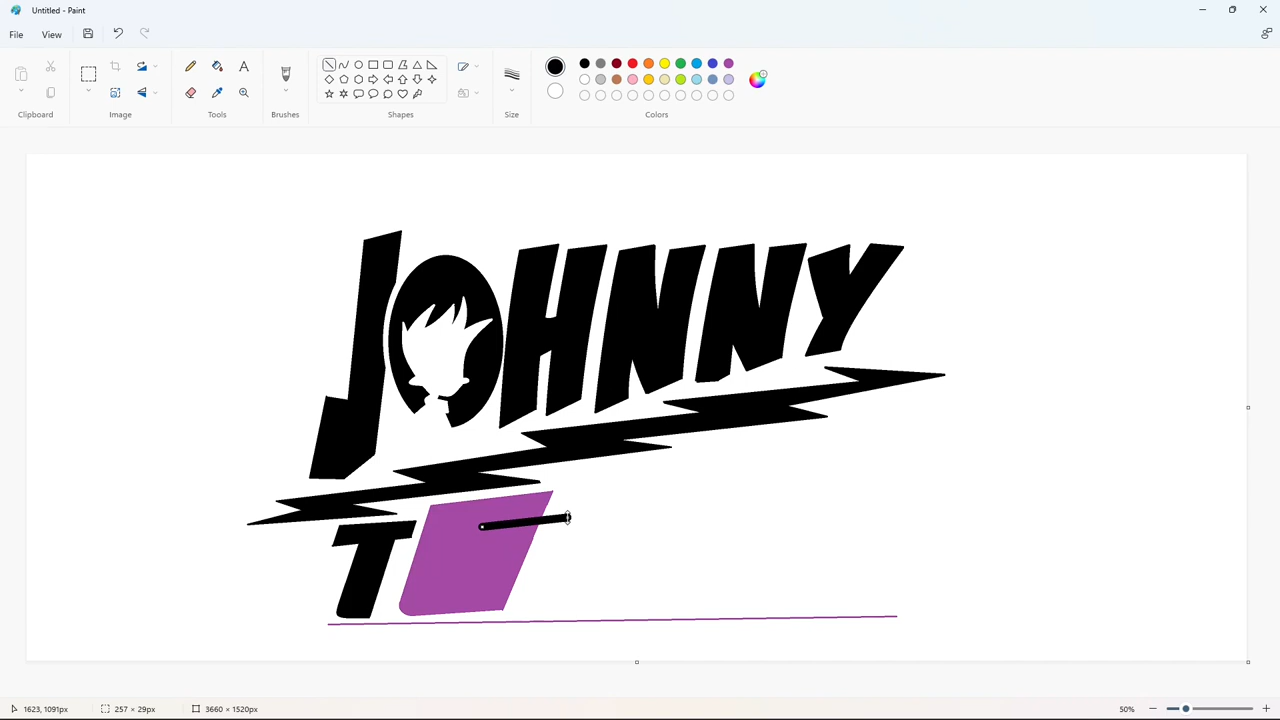 Untitled - Paint
File View
Clipboard Image Tools Brushes Shapes Size Colors
JOHNNY
T
1623, 1091px 257 × 29px 3660 × 1520px 50%